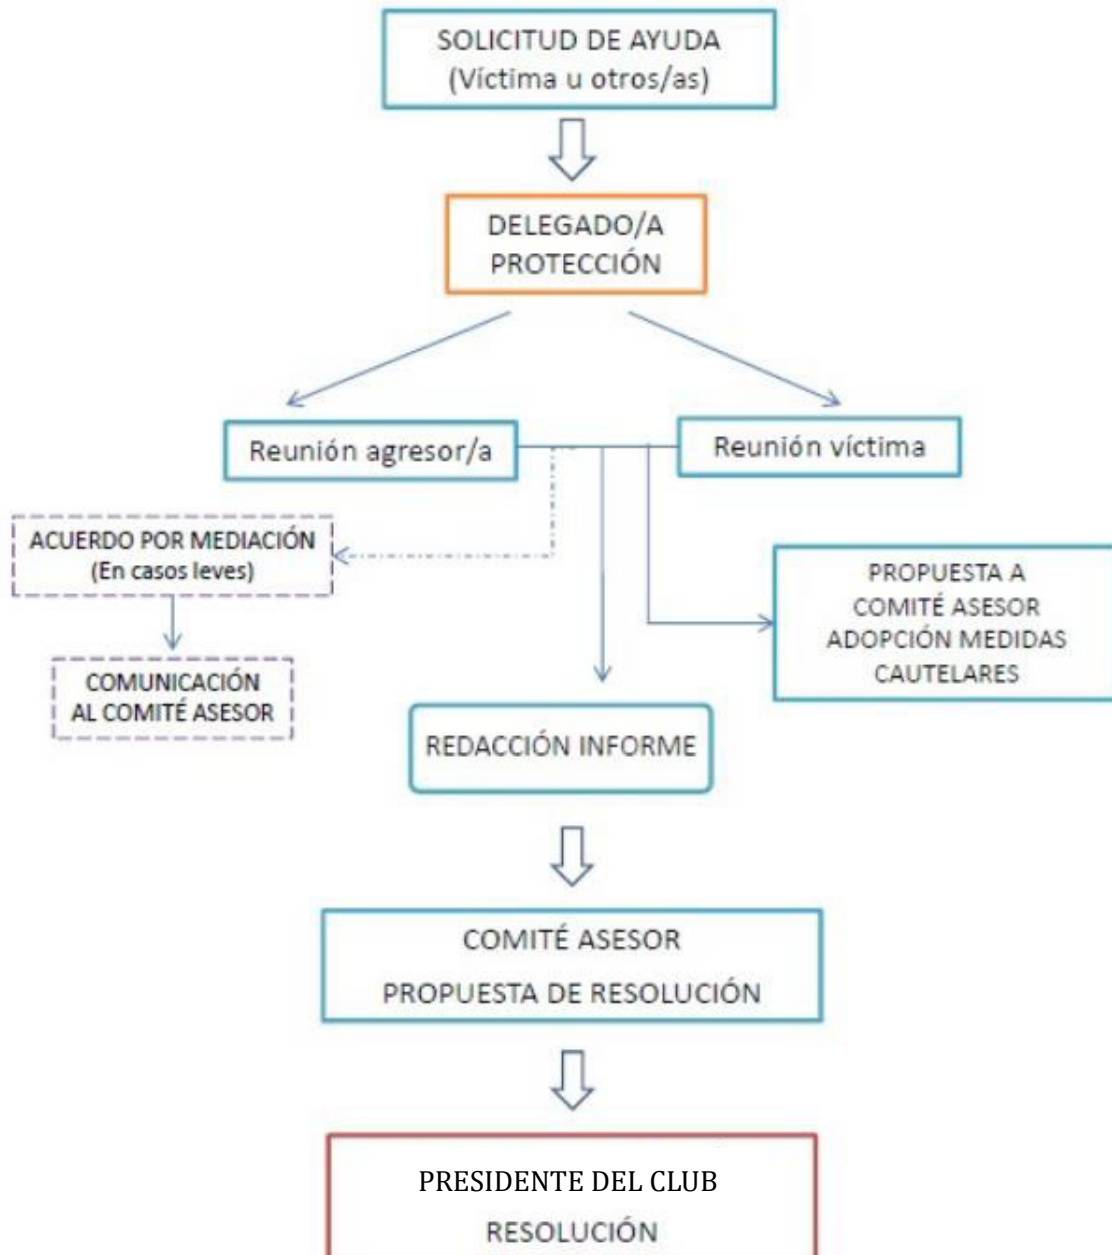 SOLICITUD DE AYUDA
(Víctima u otros/as)
DELEGADO/A
PROTECCIÓN
Reunión agresor/a
Reunión víctima
ACUERDO POR MEDIACIÓN
(En casos leves)
PROPUESTA A
COMITÉ ASESOR
ADOPCIÓN MEDIDAS
CAUTELARES
COMUNICACIÓN
AL COMITÉ ASESOR
REDACCIÓN INFORME
COMITÉ ASESOR
PROPUESTA DE RESOLUCIÓN
PRESIDENTE DEL CLUB
RESOLUCIÓN